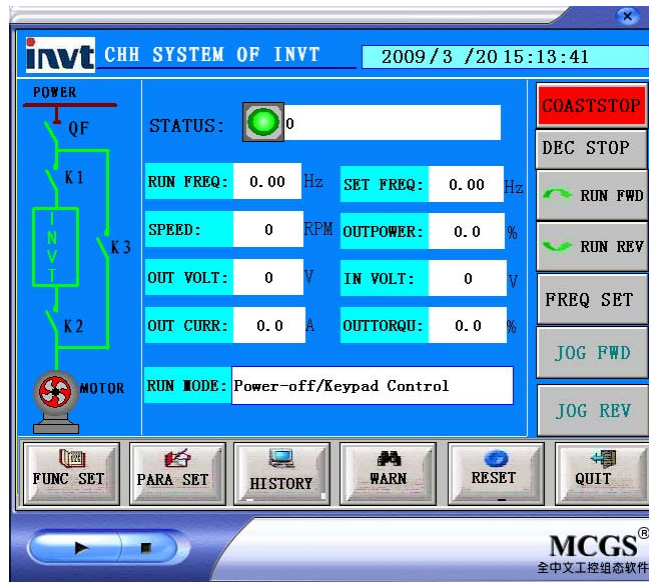 invt CHH SYSTEM OF INVT 2009/3 /20 15:13:41
POWER
QF
K1
INVT
K3
K2
MOTOR
STATUS: 0
RUN FREQ: 0.00 Hz SET FREQ: 0.00 Hz
SPEED: 0 RPM OUTPOWER: 0.0 %
OUT VOLT: 0 V IN VOLT: 0 V
OUT CURR: 0.0 A OUTTORQU: 0.0 %
RUN MODE: Power-off/Keypad Control
COASTSTOP
DEC STOP
RUN FWD
RUN REV
FREQ SET
JOG FWD
JOG REV
FUNC SET PARA SET HISTORY WARN RESET QUIT
MCGS®
全中文工控组态软件